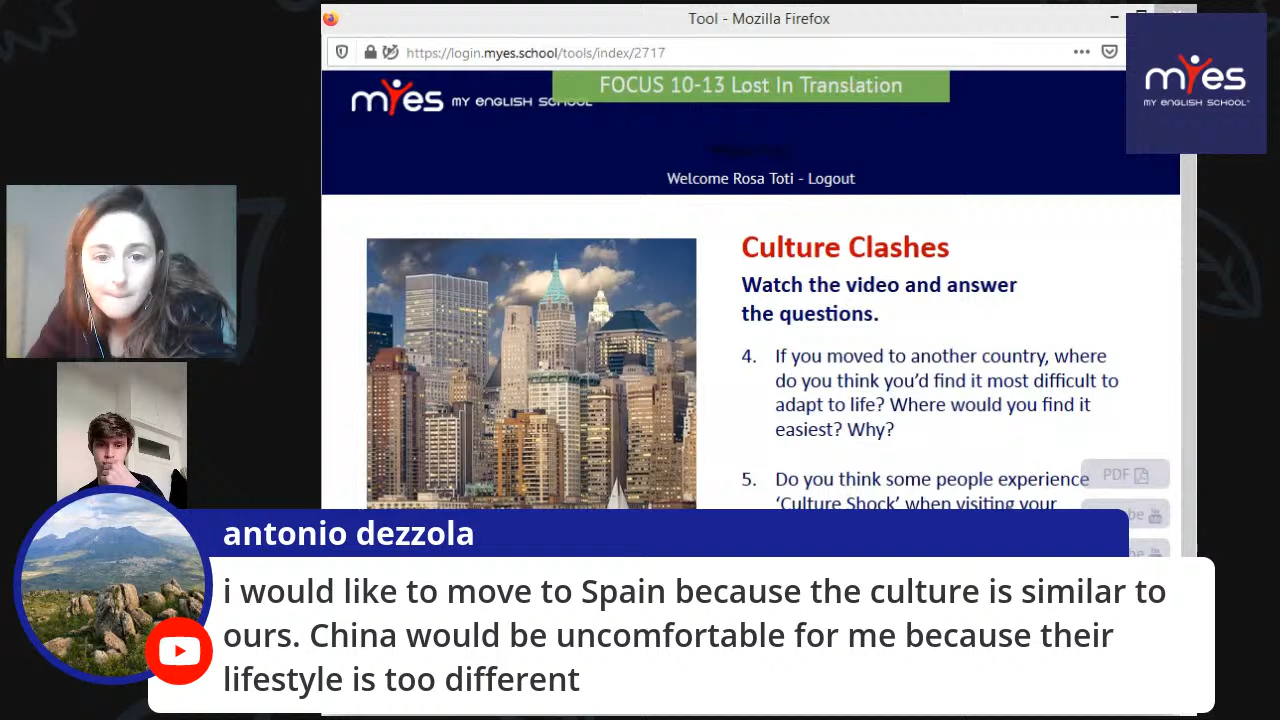 Tool - Mozilla Firefox
https://login.myes.school/tools/index/2717
FOCUS 10-13 Lost In Translation
myes MY ENGLISH SCHOOL
myes
MY ENGLISH SCHOOL
Welcome Rosa Toti - Logout
Culture Clashes
Watch the video and answer
the questions.
4. If you moved to another country, where
do you think you'd find it most difficult to
adapt to life? Where would you find it
easiest? Why?
5. Do you think some people experience
'Culture Shock' when visiting your
PDF
be
be
antonio dezzola
i would like to move to Spain because the culture is similar to
ours. China would be uncomfortable for me because their
lifestyle is too different